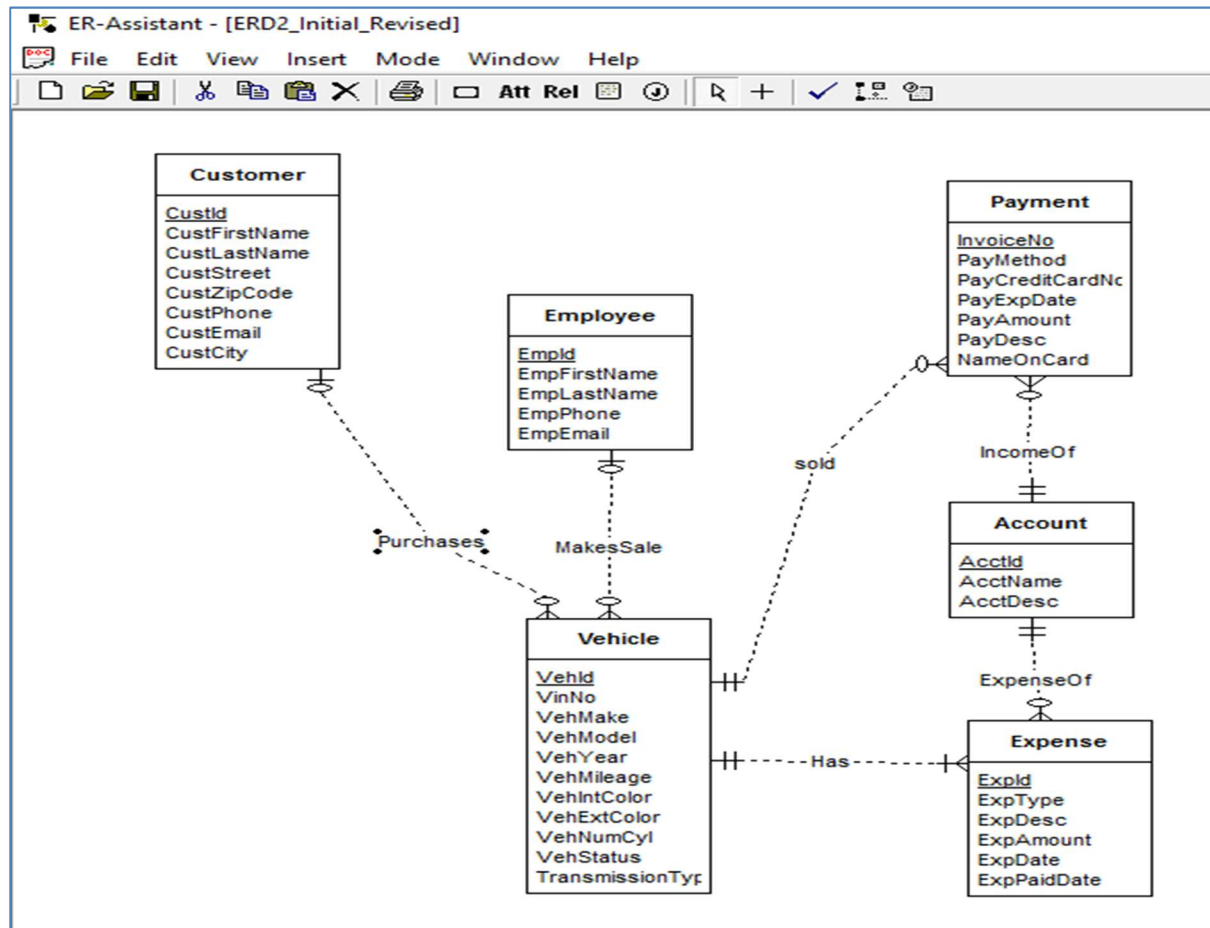 ER-Assistant - [ERD2_Initial_Revised]
DOC File Edit View Insert Mode Window Help
Att Rel J
Customer
CustId
CustFirstName
CustLastName
CustStreet
CustZipCode
CustPhone
CustEmail
CustCity
Employee
EmpId
EmpFirstName
EmpLastName
EmpPhone
EmpEmail
Payment
InvoiceNo
PayMethod
PayCreditCardNo
PayExpDate
PayAmount
PayDesc
NameOnCard
sold
IncomeOf
Purchases
MakesSale
Account
AcctId
AcctName
AcctDesc
ExpenseOf
Vehicle
VehId
VinNo
VehMake
VehModel
VehYear
VehMileage
VehIntColor
VehExtColor
VehNumCyl
VehStatus
TransmissionTyp
Has
Expense
ExpId
ExpType
ExpDesc
ExpAmount
ExpDate
ExpPaidDate